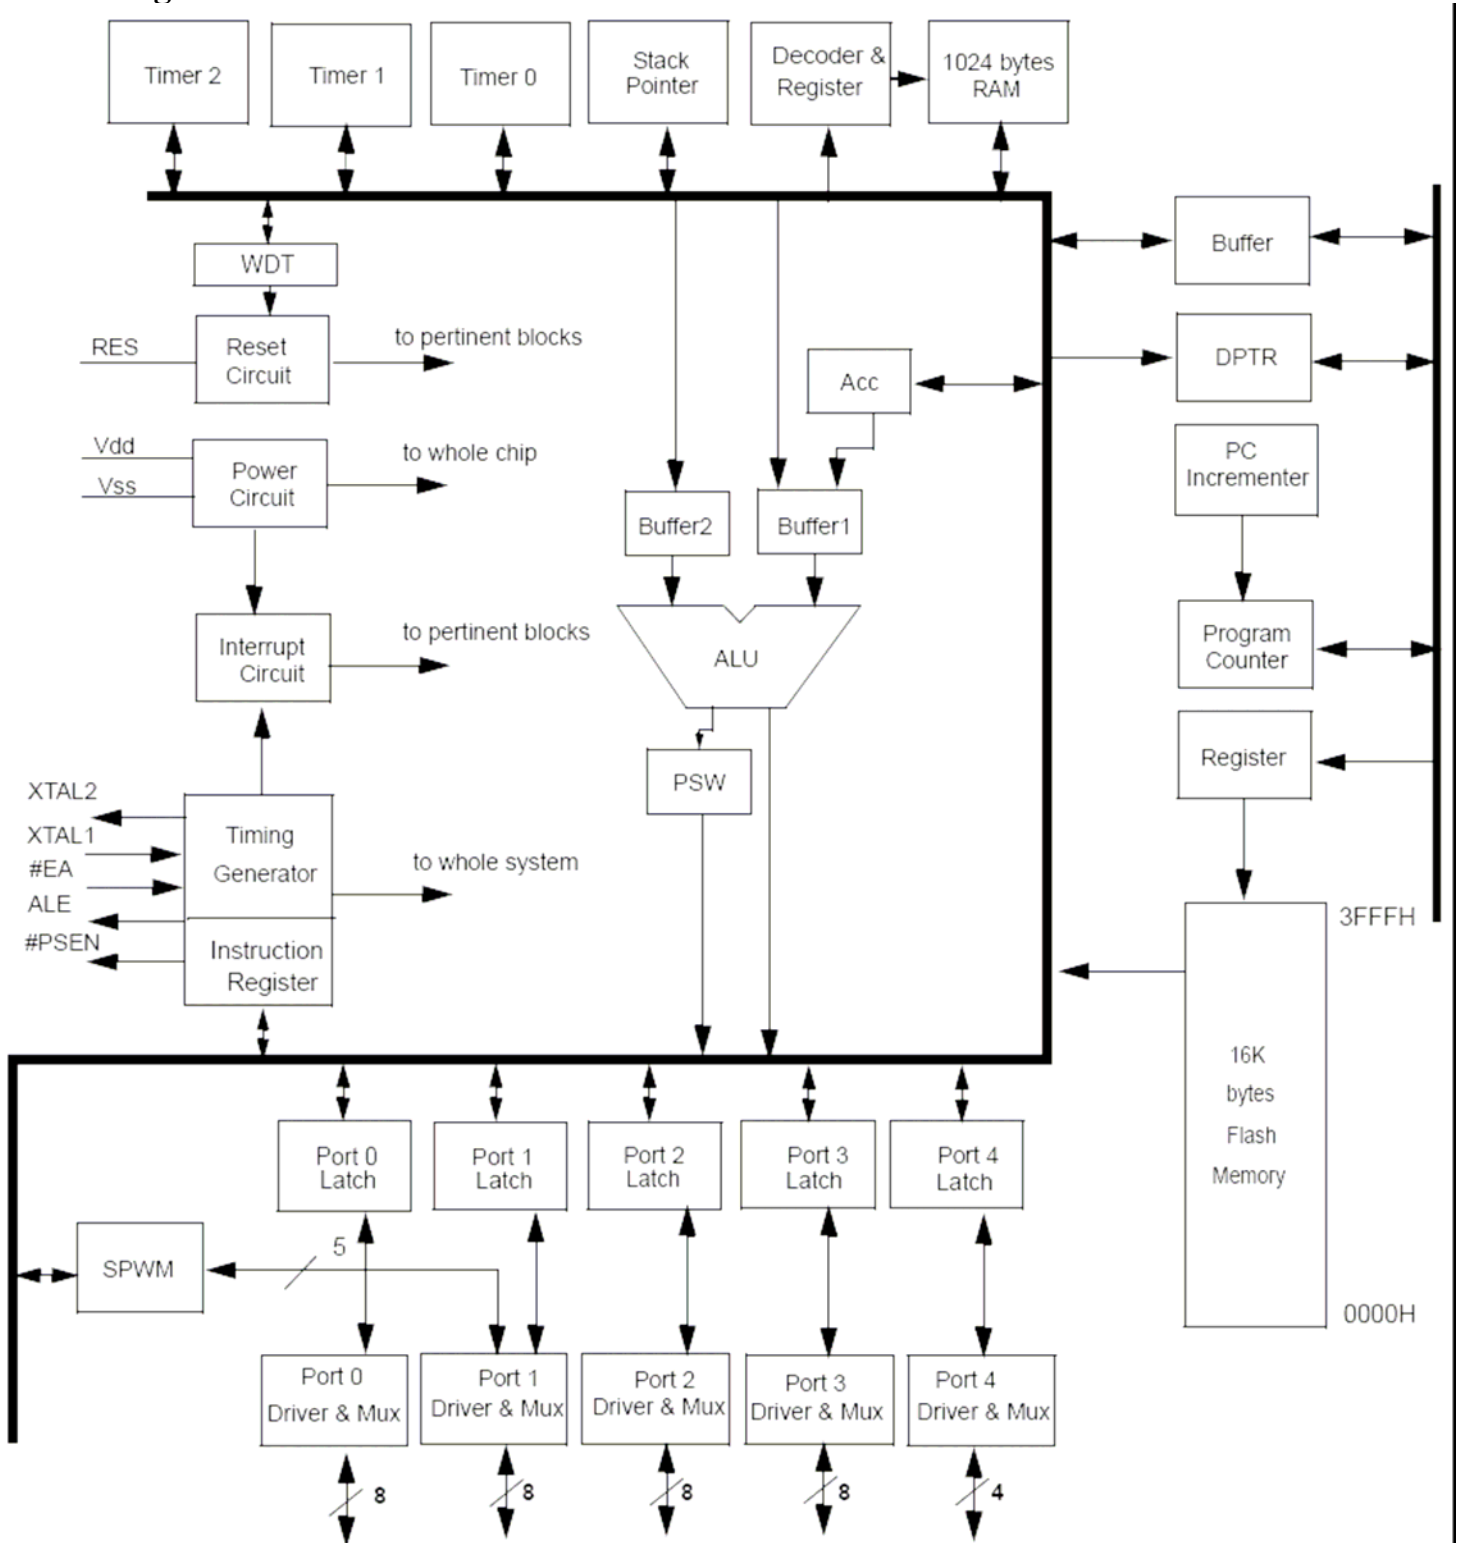 Timer 2
Timer 1
Timer 0
Stack
Pointer
Decoder &
Register
1024 bytes
RAM
WDT
RES
Reset
Circuit
to pertinent blocks
Vdd
Vss
Power
Circuit
to whole chip
Interrupt
Circuit
to pertinent blocks
XTAL2
XTAL1
#EA
ALE
#PSEN
Timing
Generator
Instruction
Register
to whole system
Acc
Buffer2
Buffer1
ALU
PSW
Buffer
DPTR
PC
Incrementer
Program
Counter
Register
3FFFH
16K
bytes
Flash
Memory
0000H
Port 0
Latch
Port 1
Latch
Port 2
Latch
Port 3
Latch
Port 4
Latch
SPWM
5
Port 0
Driver & Mux
Port 1
Driver & Mux
Port 2
Driver & Mux
Port 3
Driver & Mux
Port 4
Driver & Mux
8
8
8
8
4